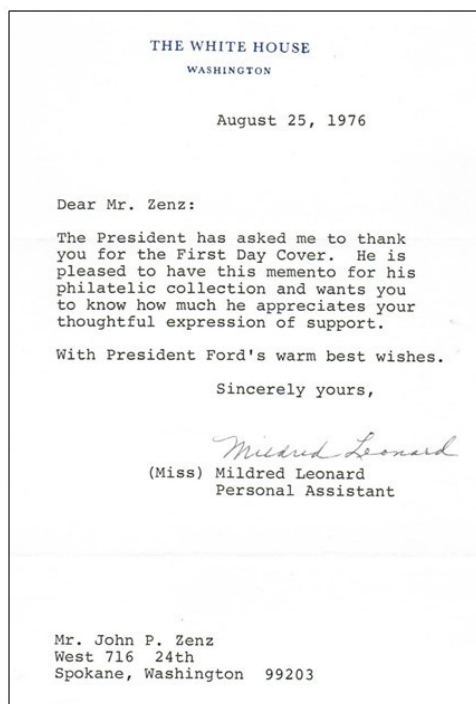 THE WHITE HOUSE
WASHINGTON
August 25, 1976
Dear Mr. Zenz:
The President has asked me to thank
you for the First Day Cover.  He is
pleased to have this memento for his
philatelic collection and wants you
to know how much he appreciates your
thoughtful expression of support.
With President Ford's warm best wishes.
Sincerely yours,
Mildred Leonard
(Miss) Mildred Leonard
Personal Assistant
Mr. John P. Zenz
West 716  24th
Spokane, Washington  99203